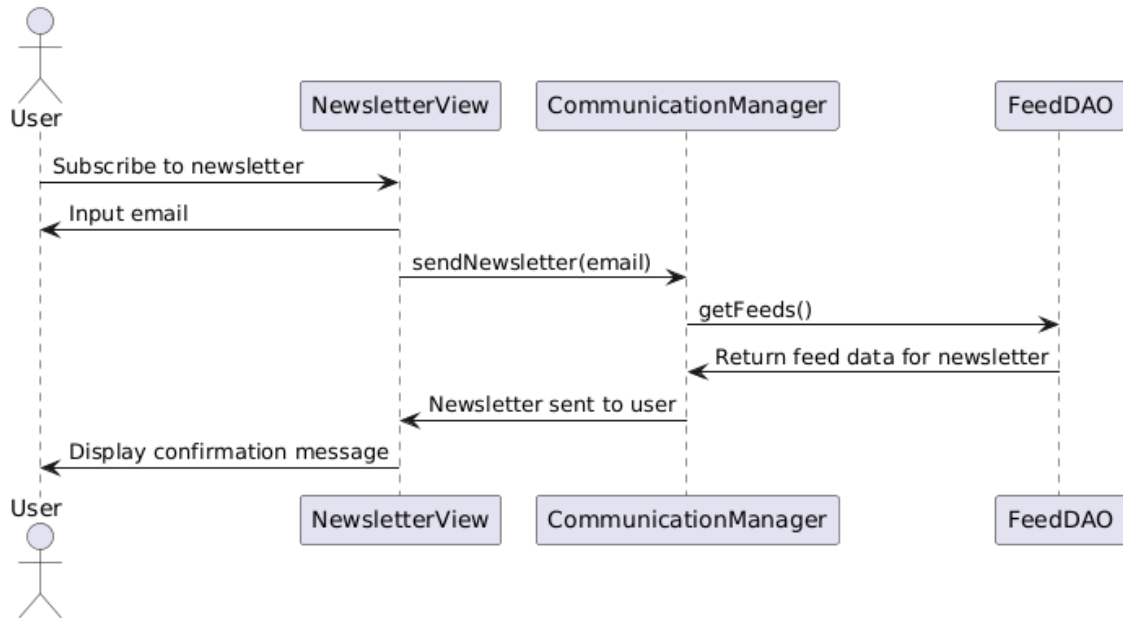 User
NewsletterView
CommunicationManager
FeedDAO
Subscribe to newsletter
Input email
sendNewsletter(email)
getFeeds()
Return feed data for newsletter
Newsletter sent to user
Display confirmation message
User
NewsletterView
CommunicationManager
FeedDAO